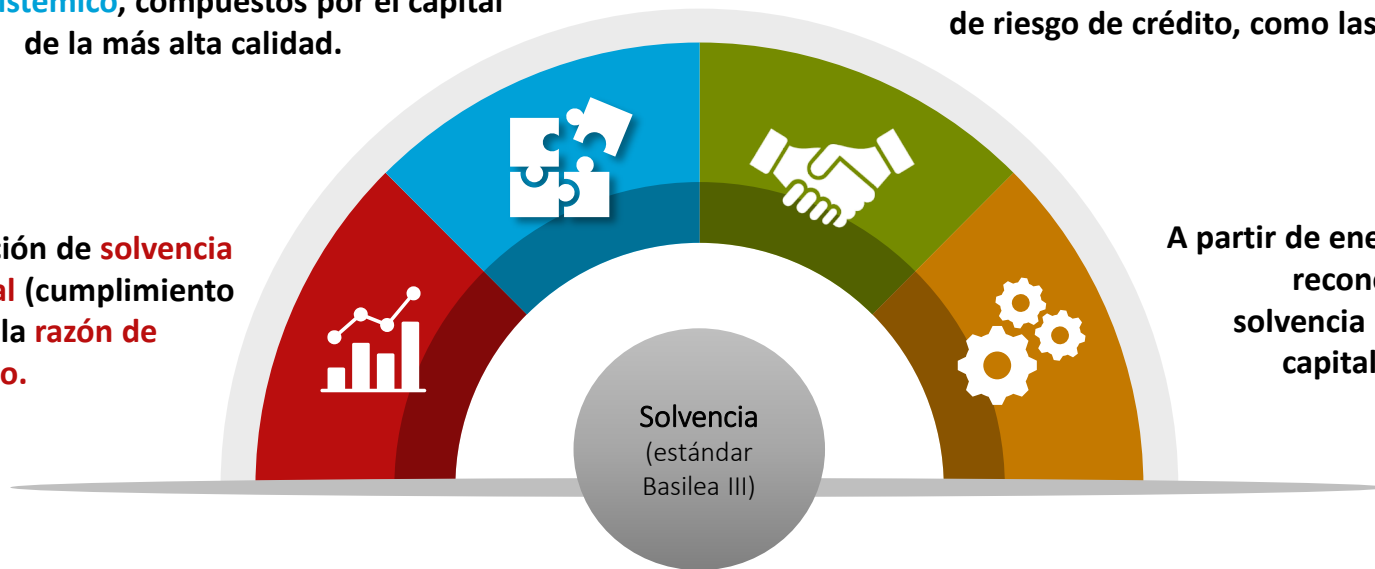 istémico, compuestos por el capital
de la más alta calidad.
de riesgo de crédito, como las
ción de solvencia
al (cumplimiento
la razón de
o.
A partir de ene
recono
solvencia
capital
Solvencia
(estándar
Basilea III)